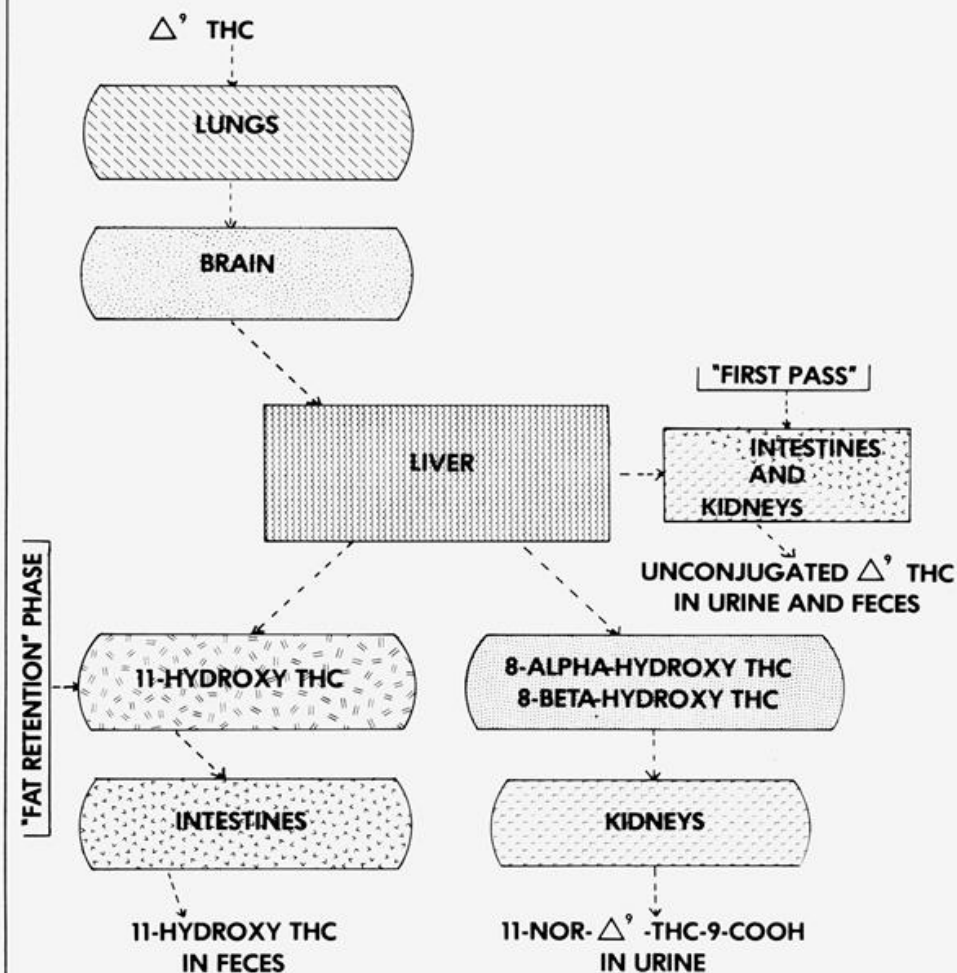 △⁹ THC
LUNGS
BRAIN
"FIRST PASS"
LIVER
INTESTINES
AND
KIDNEYS
UNCONJUGATED △⁹ THC
IN URINE AND FECES
"FAT RETENTION" PHASE
11-HYDROXY THC
8-ALPHA-HYDROXY THC
8-BETA-HYDROXY THC
INTESTINES
KIDNEYS
11-HYDROXY THC
IN FECES
11-NOR-△⁹-THC-9-COOH
IN URINE